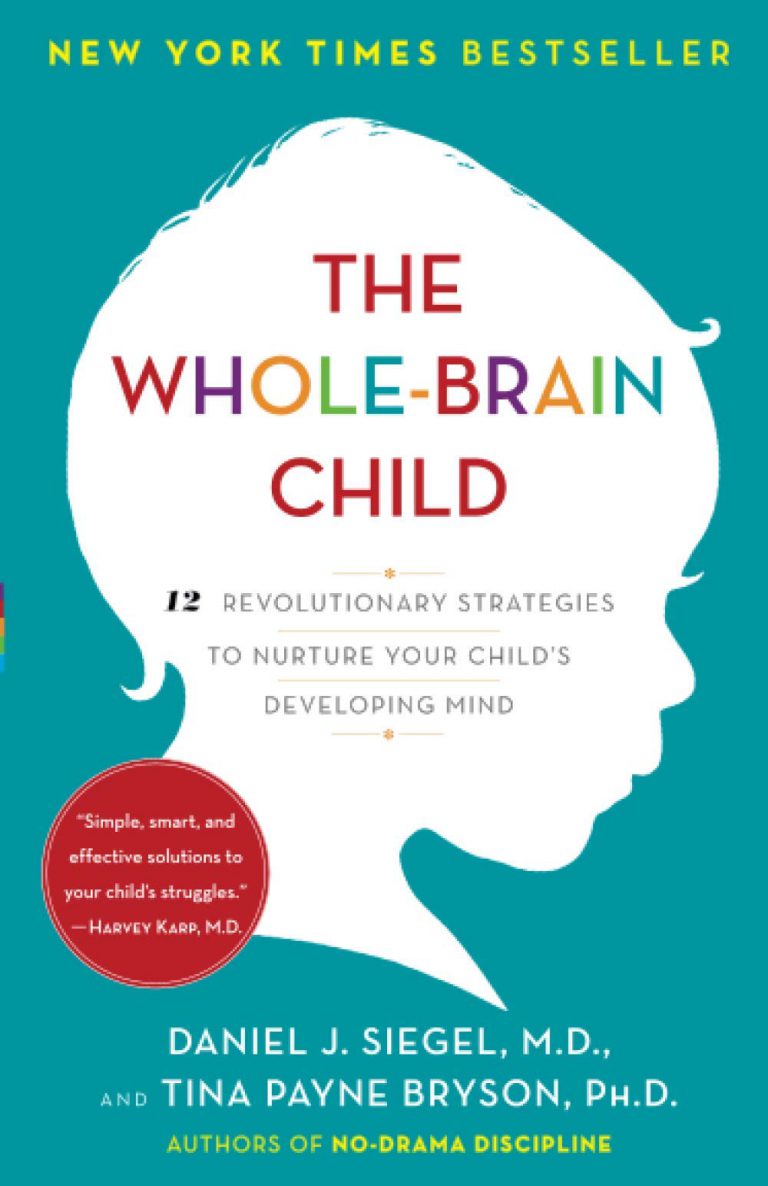 NEW YORK TIMES BESTSELLER
THE
WHOLE-BRAIN
CHILD
12 REVOLUTIONARY STRATEGIES
TO NURTURE YOUR CHILD'S
DEVELOPING MIND
"Simple, smart, and
effective solutions to
your child's struggles."
—HARVEY KARP, M.D.
DANIEL J. SIEGEL, M.D.,
AND TINA PAYNE BRYSON, PH.D.
AUTHORS OF NO-DRAMA DISCIPLINE